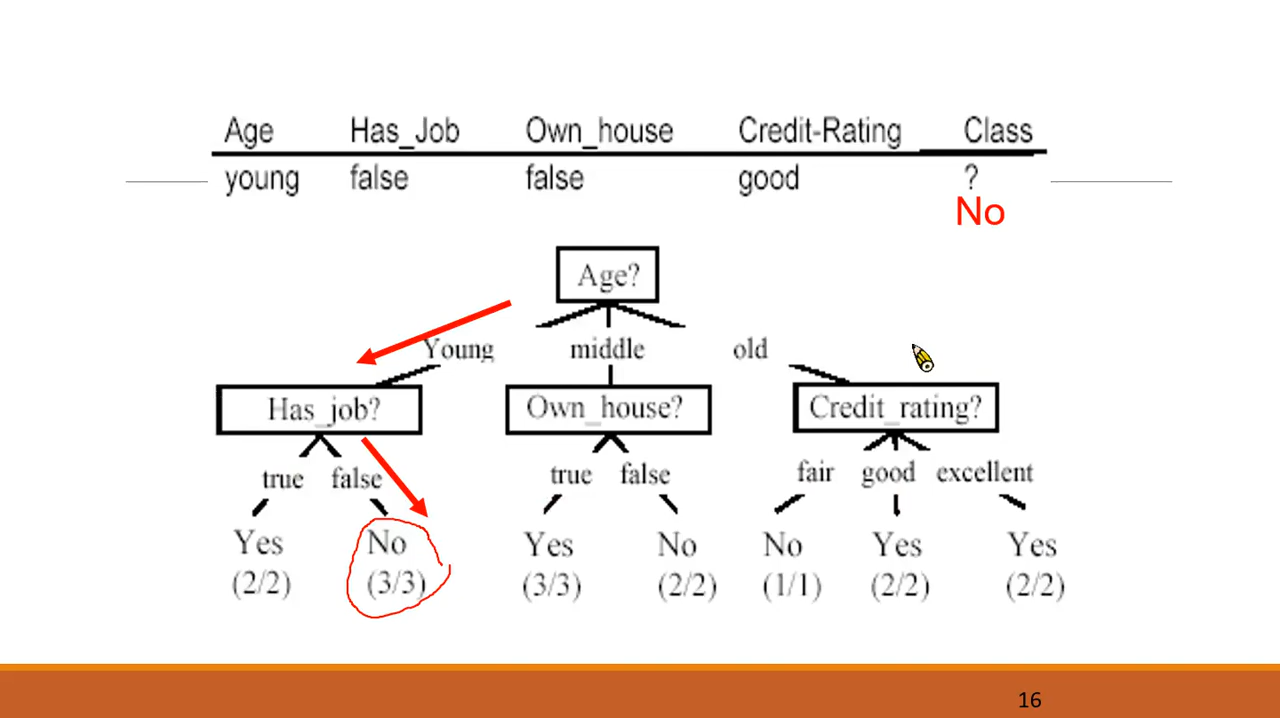 Age Has_Job Own_house Credit-Rating Class
young false false good ?
No
Age?
Young middle old
Has_job? Own_house? Credit_rating?
true false true false fair good excellent
Yes No Yes No No Yes Yes
(2/2) (3/3) (3/3) (2/2) (1/1) (2/2) (2/2)
16